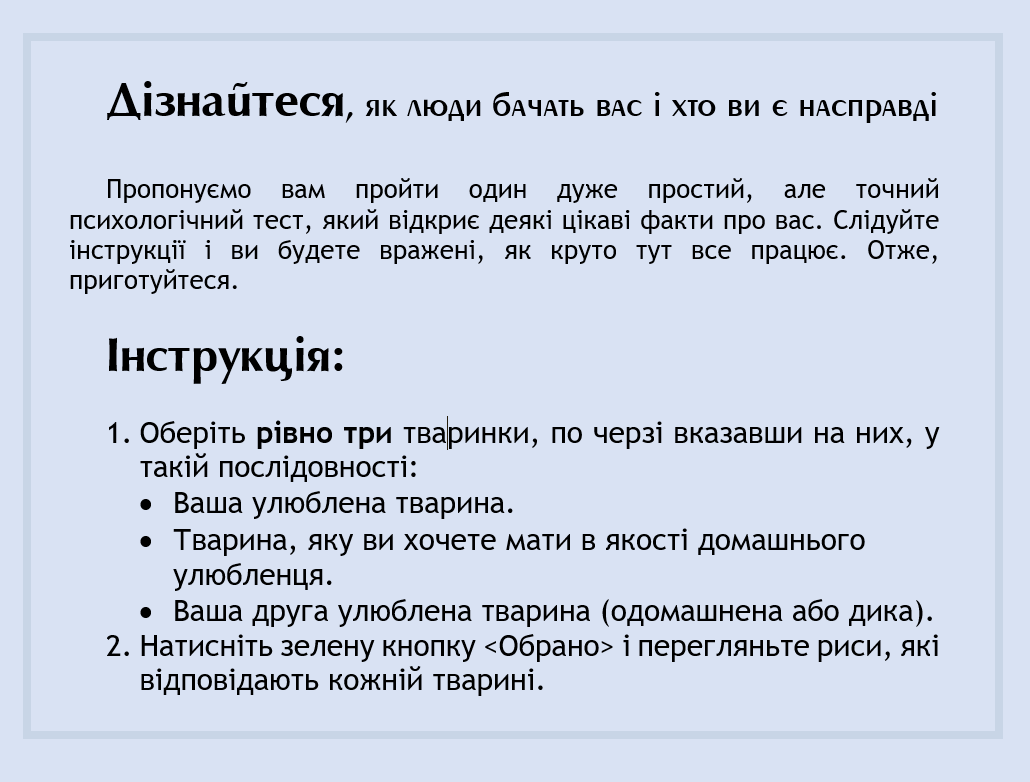 Дізнайтеся, як люди бачать вас і хто ви є насправді
Пропонуємо вам пройти один дуже простий, але точний
психологічний тест, який відкриє деякі цікаві факти про вас. Слідуйте
інструкції і ви будете вражені, як круто тут все працює. Отже,
приготуйтеся.
Інструкція:
1. Оберіть рівно три тваринки, по черзі вказавши на них, у
такій послідовності:
• Ваша улюблена тварина.
• Тварина, яку ви хочете мати в якості домашнього
улюбленця.
• Ваша друга улюблена тварина (одомашнена або дика).
2. Натисніть зелену кнопку <Обрано> і перегляньте риси, які
відповідають кожній тварині.